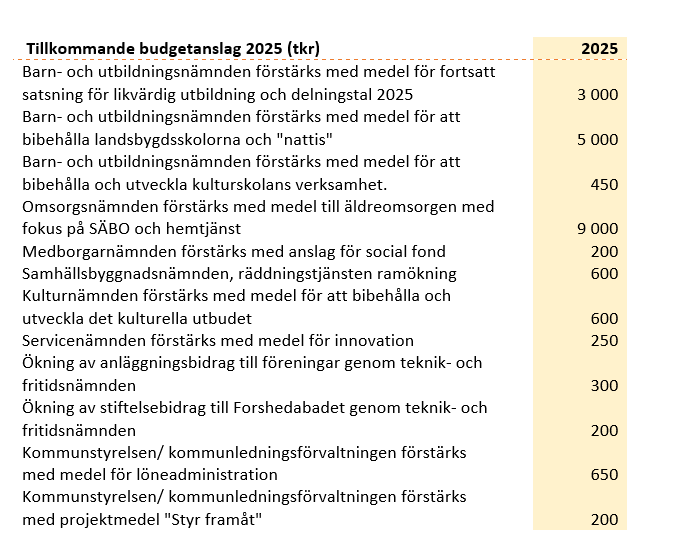 Tillkommande budgetanslag 2025 (tkr) 2025
Barn- och utbildningsnämnden förstärks med medel för fortsatt
satsning för likvärdig utbildning och delningstal 2025 3 000
Barn- och utbildningsnämnden förstärks med medel för att
bibehålla landsbygdsskolorna och "nattis" 5 000
Barn- och utbildningsnämnden förstärks med medel för att
bibehålla och utveckla kulturskolans verksamhet. 450
Omsorgsnämnden förstärks med medel till äldreomsorgen med
fokus på SÄBO och hemtjänst 9 000
Medborgarnämnden förstärks med anslag för social fond 200
Samhällsbyggnadsnämnden, räddningstjänsten ramökning 600
Kulturnämnden förstärks med medel för att bibehålla och
utveckla det kulturella utbudet 600
Servicenämnden förstärks med medel för innovation 250
Ökning av anläggningsbidrag till föreningar genom teknik- och
fritidsnämnden 300
Ökning av stiftelsebidrag till Forshedabadet genom teknik- och
fritidsnämnden 200
Kommunstyrelsen/ kommunledningsförvaltningen förstärks
med medel för löneadministration 650
Kommunstyrelsen/ kommunledningsförvaltningen förstärks
med projektmedel "Styr framåt" 200